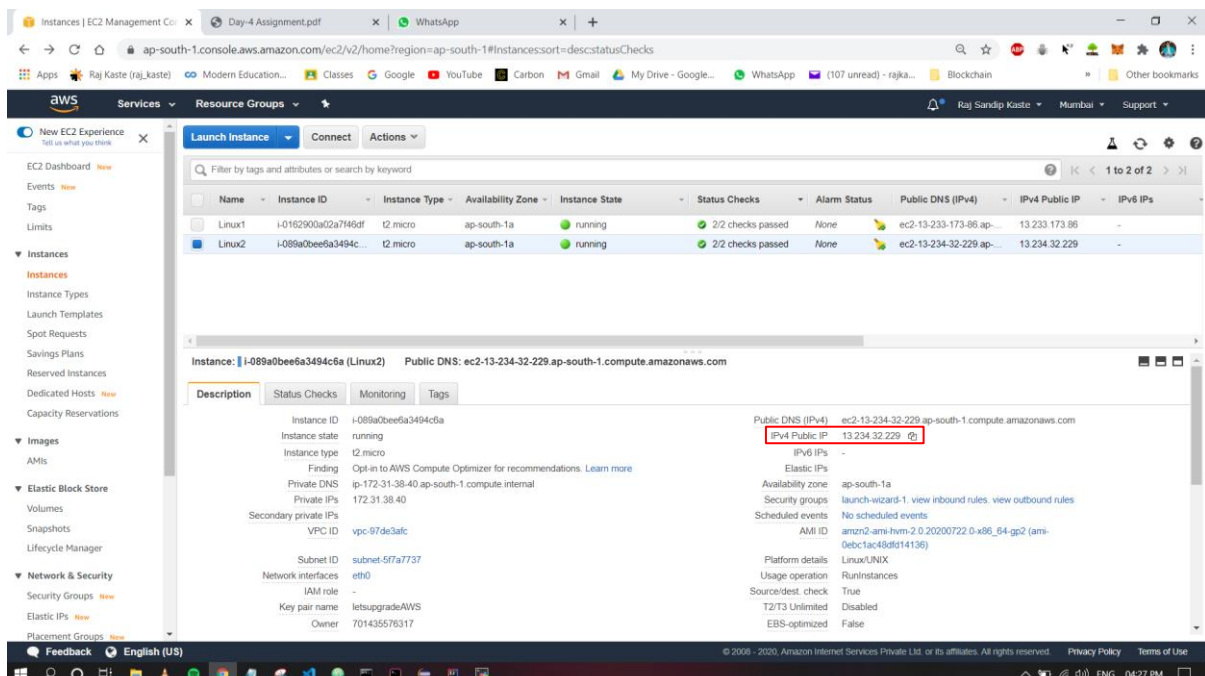 Instances | EC2 Management Cor
Day-4 Assignment.pdf
WhatsApp
ap-south-1.console.aws.amazon.com/ec2/v2/home?region=ap-south-1#Instances:sort=desc:statusChecks
Apps Raj Kaste (raj_kaste) Modern Education... Classes Google YouTube Carbon Gmail My Drive - Google... WhatsApp (107 unread) - rajka... Blockchain » Other bookmarks
aws Services Resource Groups Raj Sandip Kaste Mumbai Support
New EC2 Experience
Tell us what you think
Launch Instance Connect Actions
EC2 Dashboard New
Events New
Tags
Limits
Instances
Instances
Instance Types
Launch Templates
Spot Requests
Savings Plans
Reserved Instances
Dedicated Hosts New
Capacity Reservations
Images
AMIs
Elastic Block Store
Volumes
Snapshots
Lifecycle Manager
Network & Security
Security Groups New
Elastic IPs New
Placement Groups New
Filter by tags and attributes or search by keyword 1 to 2 of 2
Name Instance ID Instance Type Availability Zone Instance State Status Checks Alarm Status Public DNS (IPv4) IPv4 Public IP IPv6 IPs
Linux1 i-0162900a02a7f46df t2.micro ap-south-1a running 2/2 checks passed None ec2-13-233-173-86.ap-... 13.233.173.86 -
Linux2 i-089a0bee6a3494c... t2.micro ap-south-1a running 2/2 checks passed None ec2-13-234-32-229.ap-... 13.234.32.229 -
Instance: i-089a0bee6a3494c6a (Linux2) Public DNS: ec2-13-234-32-229.ap-south-1.compute.amazonaws.com
Description Status Checks Monitoring Tags
Instance ID i-089a0bee6a3494c6a
Instance state running
Instance type t2.micro
Finding Opt-in to AWS Compute Optimizer for recommendations. Learn more
Private DNS ip-172-31-38-40.ap-south-1.compute.internal
Private IPs 172.31.38.40
Secondary private IPs
VPC ID vpc-97de3afc
Subnet ID subnet-5f7a7737
Network interfaces eth0
IAM role -
Key pair name letsupgradeAWS
Owner 701435576317
Public DNS (IPv4) ec2-13-234-32-229.ap-south-1.compute.amazonaws.com
IPv4 Public IP 13.234.32.229
IPv6 IPs -
Elastic IPs
Availability zone ap-south-1a
Security groups launch-wizard-1. view inbound rules. view outbound rules
Scheduled events No scheduled events
AMI ID amzn2-ami-hvm-2.0.20200722.0-x86_64-gp2 (ami-
0ebc1ac48dfd14136)
Platform details Linux/UNIX
Usage operation RunInstances
Source/dest. check True
T2/T3 Unlimited Disabled
EBS-optimized False
Feedback English (US) © 2008 - 2020, Amazon Internet Services Private Ltd. or its affiliates. All rights reserved. Privacy Policy Terms of Use
ENG 04:27 PM